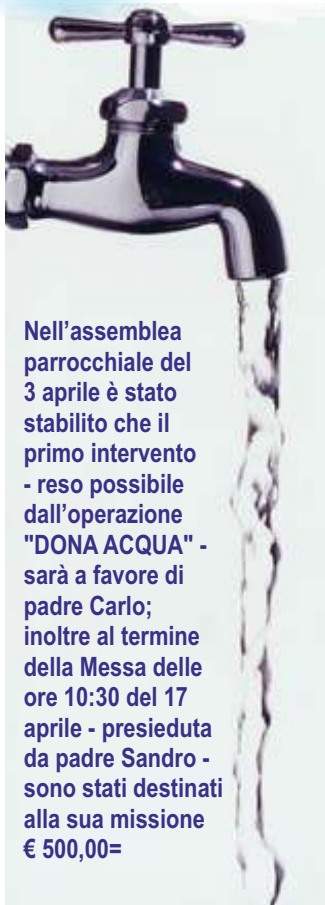 Nell'assemblea
parrocchiale del
3 aprile è stato
stabilito che il
primo intervento
- reso possibile
dall'operazione
"DONA ACQUA" -
sarà a favore di
padre Carlo;
inoltre al termine
della Messa delle
ore 10:30 del 17
aprile - presieduta
da padre Sandro -
sono stati destinati
alla sua missione
€ 500,00=